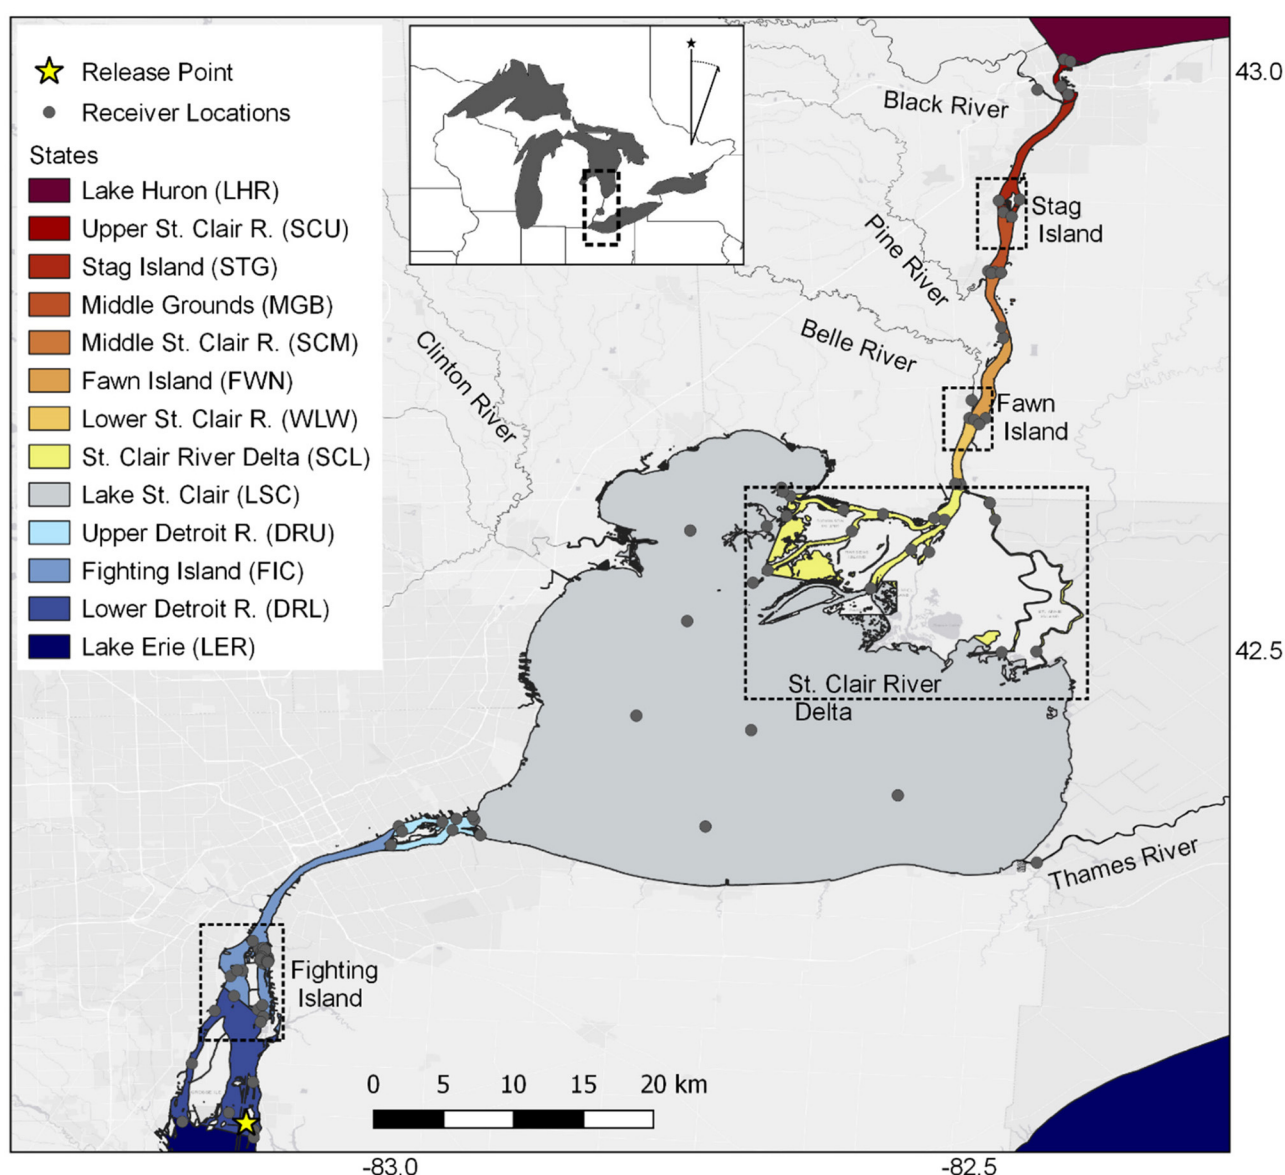 Release Point
Receiver Locations
States
Lake Huron (LHR)
Upper St. Clair R. (SCU)
Stag Island (STG)
Middle Grounds (MGB)
Middle St. Clair R. (SCM)
Fawn Island (FWN)
Lower St. Clair R. (WLW)
St. Clair River Delta (SCL)
Lake St. Clair (LSC)
Upper Detroit R. (DRU)
Fighting Island (FIC)
Lower Detroit R. (DRL)
Lake Erie (LER)
Black River
Stag
Island
Pine River
Belle River
Clinton River
Fawn
Island
St. Clair River
Delta
Thames River
Fighting
Island
0 5 10 15 20 km
43.0
42.5
-83.0
-82.5